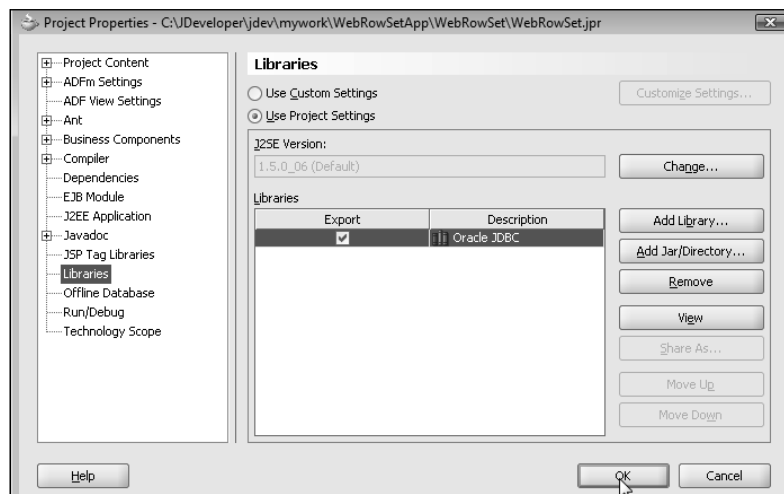 Project Properties - C:\JDeveloper\jdev\mywork\WebRowSetApp\WebRowSet\WebRowSet.jpr
Project Content
ADFm Settings
ADF View Settings
Ant
Business Components
Compiler
Dependencies
EJB Module
J2EE Application
Javadoc
JSP Tag Libraries
Libraries
Offline Database
Run/Debug
Technology Scope
Libraries
Use Custom Settings
Customize Settings...
Use Project Settings
J2SE Version:
1.5.0_06 (Default)
Change...
Libraries
Export Description
Oracle JDBC
Add Library...
Add Jar/Directory...
Remove
View
Share As...
Move Up
Move Down
Help
OK
Cancel